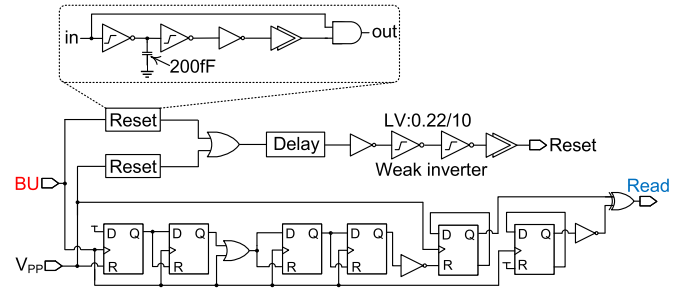 in
out
200fF
Reset
LV:0.22/10
Delay
Reset
Weak inverter
Reset
BU
Read
D Q D Q D Q D Q D Q D Q
R R R R R R
VPP